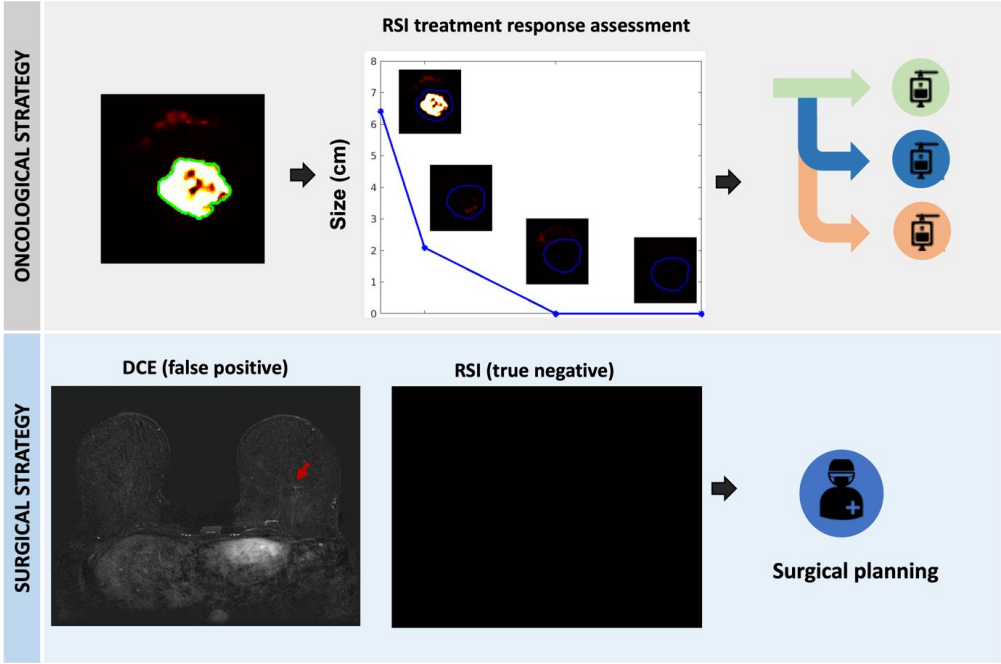 ONCOLOGICAL STRATEGY
RSI treatment response assessment
Size (cm)
8
7
6
5
4
3
2
1
0
SURGICAL STRATEGY
DCE (false positive)
RSI (true negative)
Surgical planning